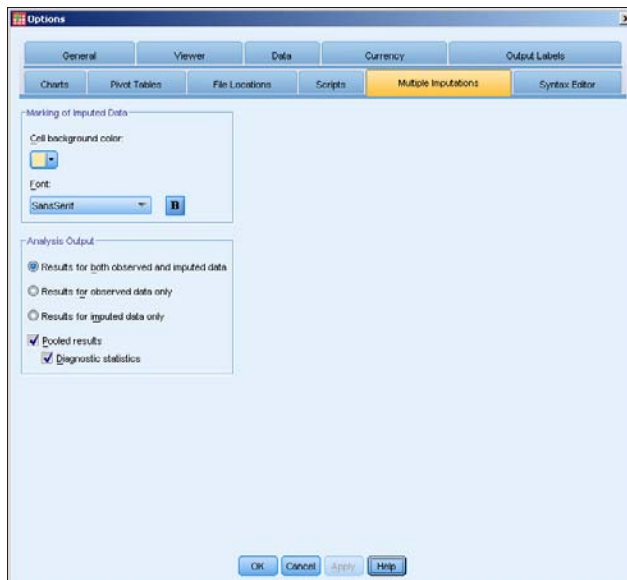 Options
General Viewer Data Currency Output Labels
Charts Pivot Tables File Locations Scripts Multiple Imputations Syntax Editor
Marking of Imputed Data
Cell background color:
Font:
SansSerif B
Analysis Output
Results for both observed and imputed data
Results for observed data only
Results for imputed data only
Pooled results
Diagnostic statistics
OK Cancel Apply Help